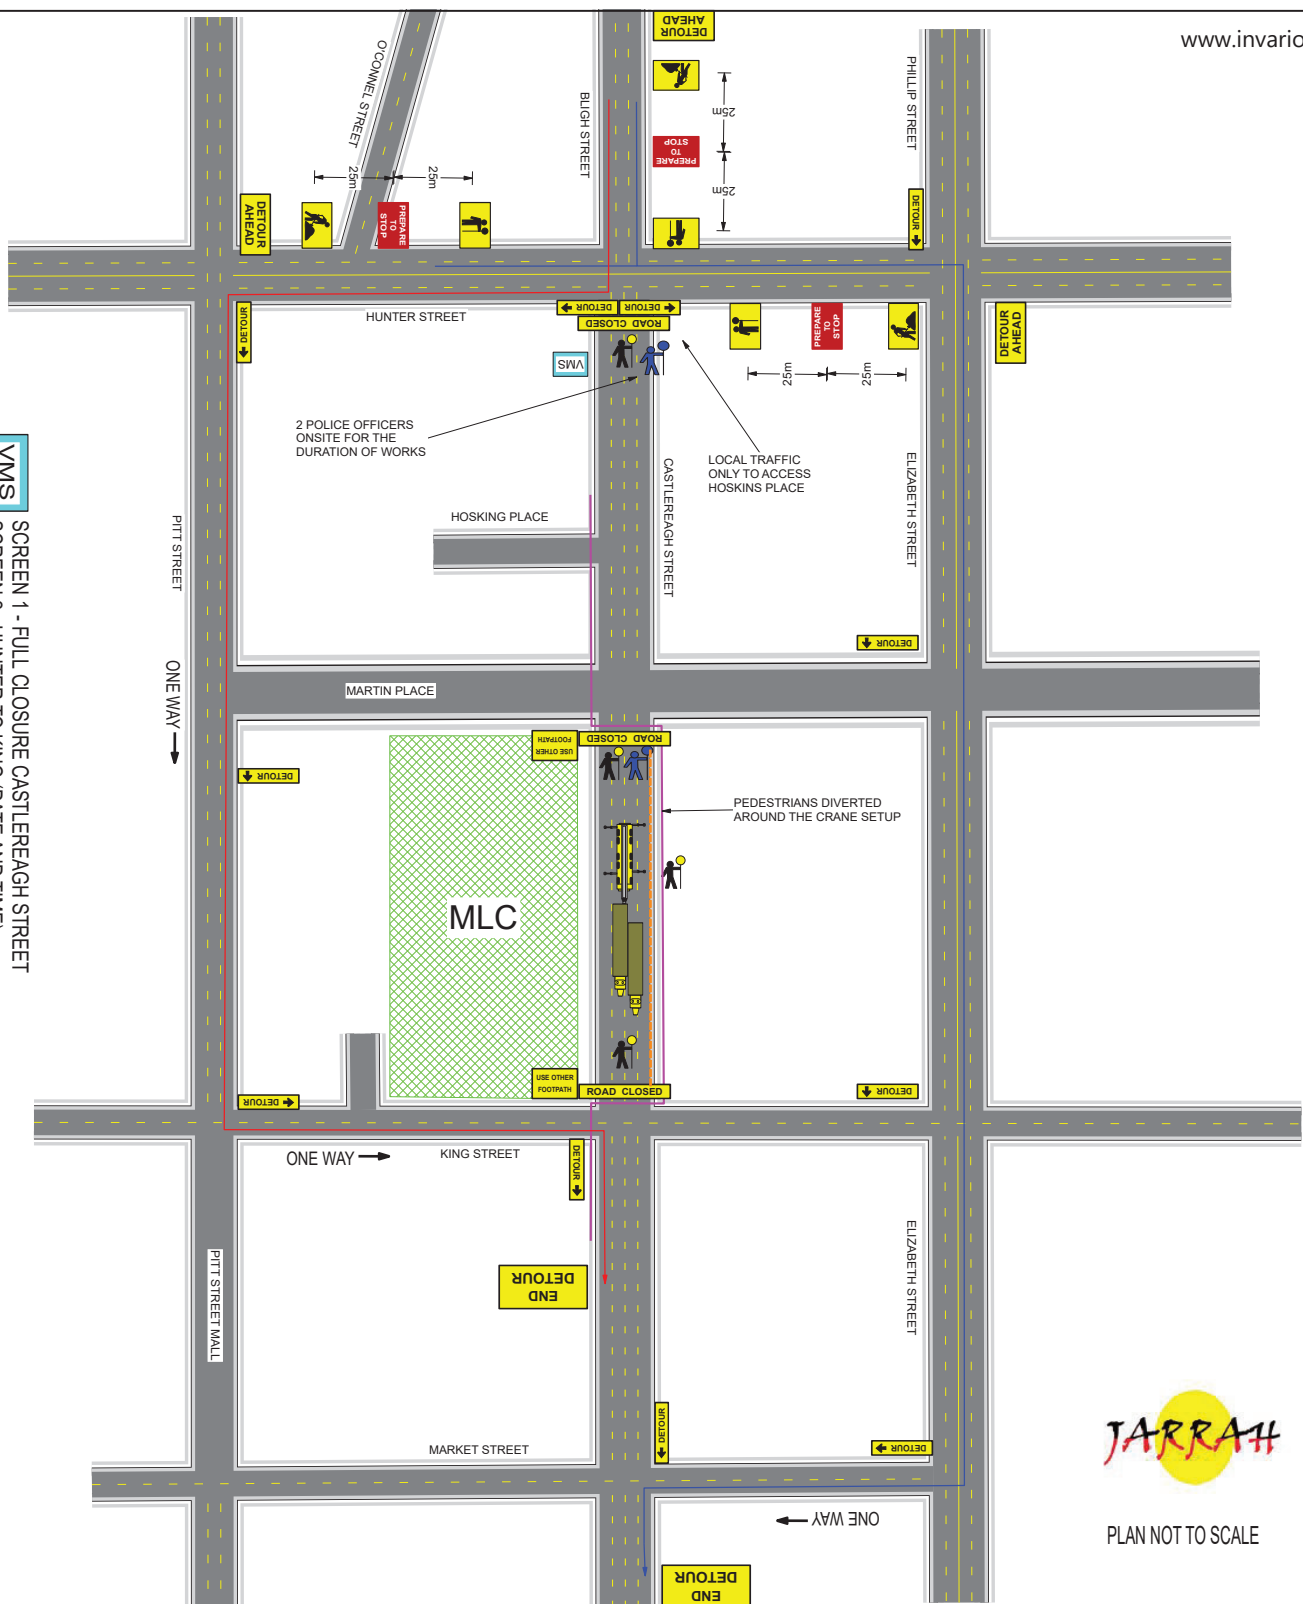 www.invario
DETOUR
AHEAD
O'CONNEL STREET
BLIGH STREET
PHILLIP STREET
25m
PREPARE
TO
STOP
25m
25m
25m
DETOUR
AHEAD
PREPARE
TO
STOP
DETOUR
DETOUR
DETOUR
DETOUR
ROAD CLOSED
HUNTER STREET
PREPARE
TO
STOP
DETOUR
AHEAD
VMS
25m
25m
2 POLICE OFFICERS
ONSITE FOR THE
DURATION OF WORKS
LOCAL TRAFFIC
ONLY TO ACCESS
HOSKINS PLACE
CASTLEREAGH STREET
ELIZABETH STREET
VMS
SCREEN 1 - FULL CLOSURE CASTLEREAGH STREET
PITT STREET
HOSKING PLACE
DETOUR
ONE WAY
MARTIN PLACE
ROAD CLOSED
USE OTHER
FOOTPATH
DETOUR
PEDESTRIANS DIVERTED
AROUND THE CRANE SETUP
MLC
USE OTHER
FOOTPATH
ROAD CLOSED
DETOUR
DETOUR
ONE WAY
KING STREET
DETOUR
END
DETOUR
PITT STREET MALL
ELIZABETH STREET
MARKET STREET
DETOUR
DETOUR
ONE WAY
END
DETOUR
JARRAH
PLAN NOT TO SCALE